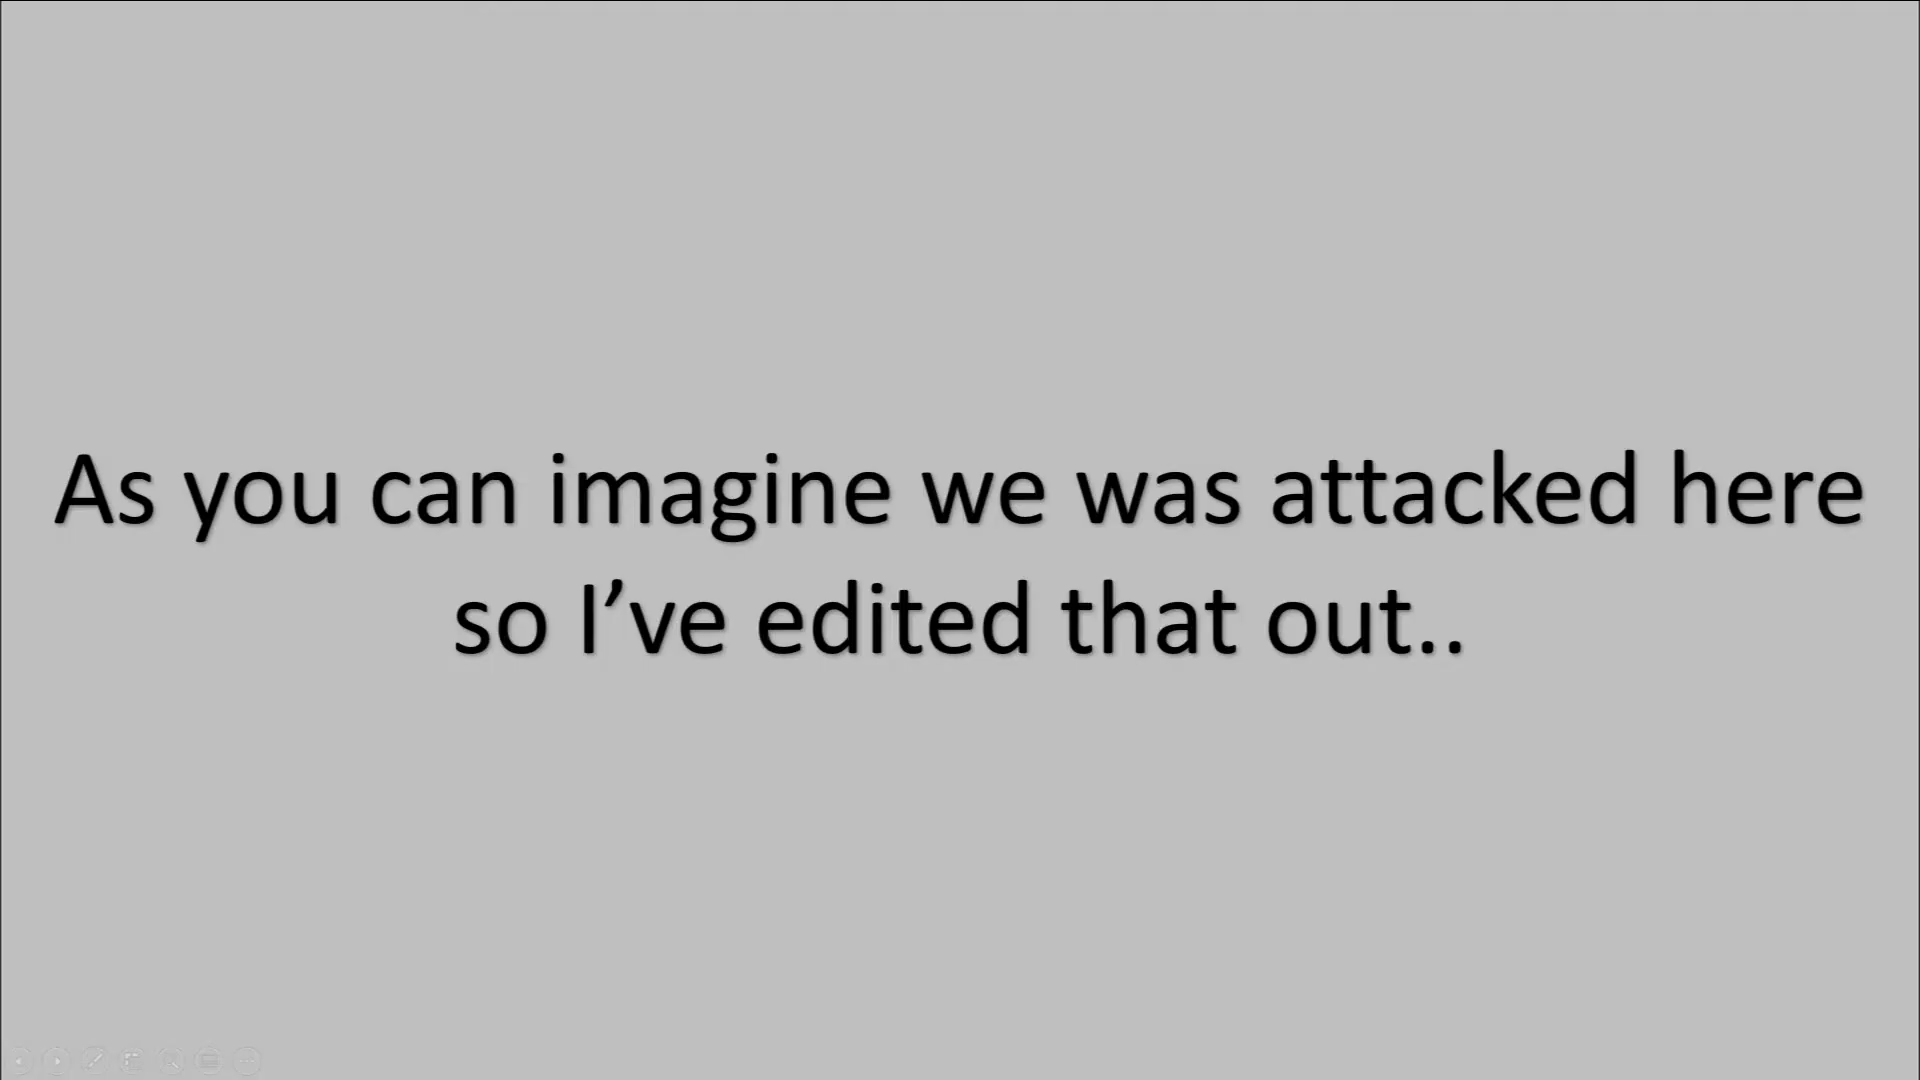 As you can imagine we was attacked here
so I’ve edited that out..